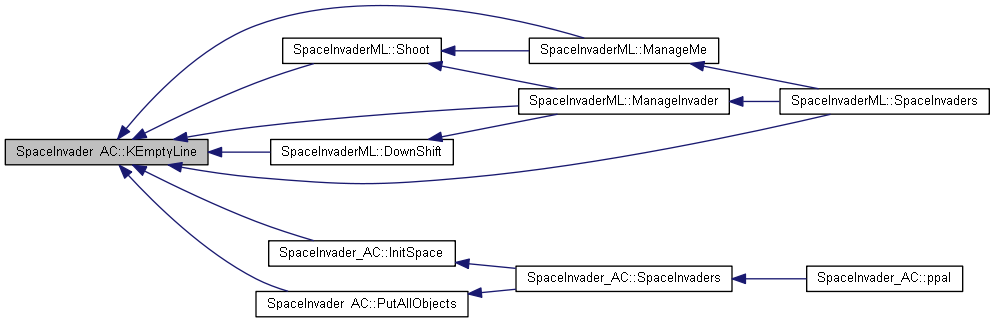 SpaceInvaderML::Shoot
SpaceInvaderML::ManageMe
SpaceInvaderML::ManageInvader
SpaceInvaderML::SpaceInvaders
SpaceInvader_AC::KEmptyLine
SpaceInvaderML::DownShift
SpaceInvader_AC::InitSpace
SpaceInvader_AC::SpaceInvaders
SpaceInvader_AC::ppal
SpaceInvader_AC::PutAllObjects